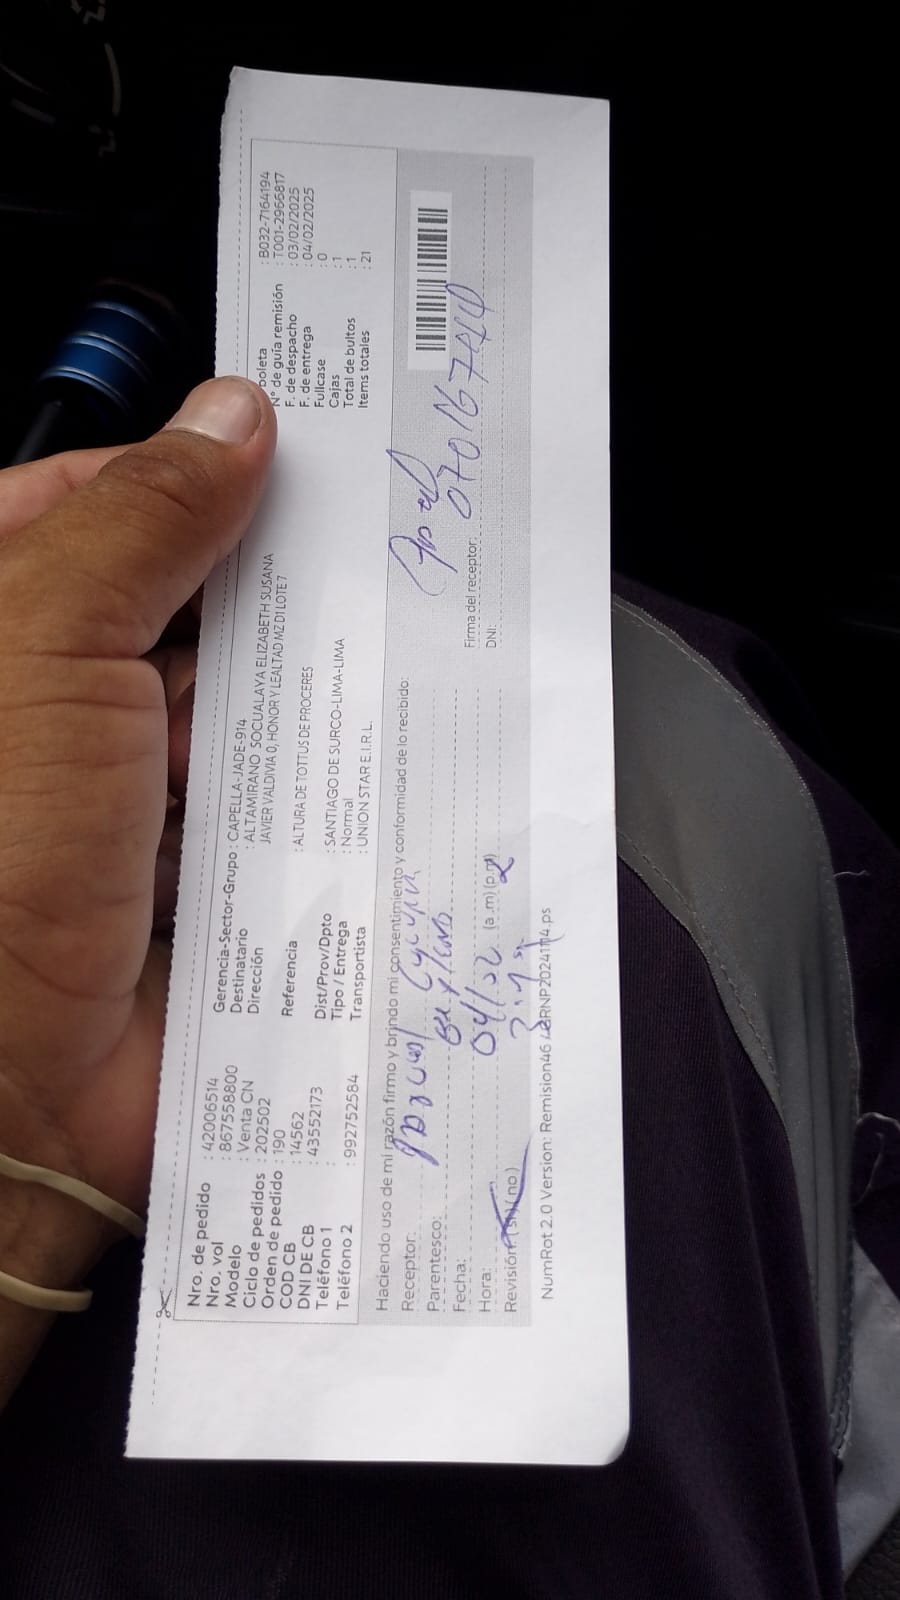 Nro. de pedido : 42006514
Nro. vol : 867558800
Modelo : Venta CN
Ciclo de pedidos : 202502
Orden de pedido : 190
COD CB : 14562
DNI DE CB : 43552173
Teléfono 1 :
Teléfono 2 : 992752584
Gerencia-Sector-Grupo : CAPELLA-JADE-914
Destinatario : ALTAMIRANO SOCUALAYA ELIZABETH SUSANA
Dirección JAVIER VALDIVIA 0, HONOR Y LEALTAD MZ D1 LOTE 7
Referencia : ALTURA DE TOTTUS DE PROCERES
Dist/Prov/Dpto : SANTIAGO DE SURCO-LIMA-LIMA
Tipo / Entrega : Normal
Transportista : UNION STAR E.I.R.L.
boleta : B032-7164194
N° de guía remisión : T001-2966817
F. de despacho : 03/02/2025
F. de entrega : 04/02/2025
Fullcase : 0
Cajas : 1
Total de bultos : 1
Items totales : 21
Haciendo uso de mi razón firmo y brindo mi consentimiento y conformidad de lo recibido:
Receptor:
Parentesco:
Fecha: 04/02
Hora: (a.m) (p.m)
Revisión: (si) (no)
Firma del receptor:
DNI:
NumRot 2.0 Version: Remision46